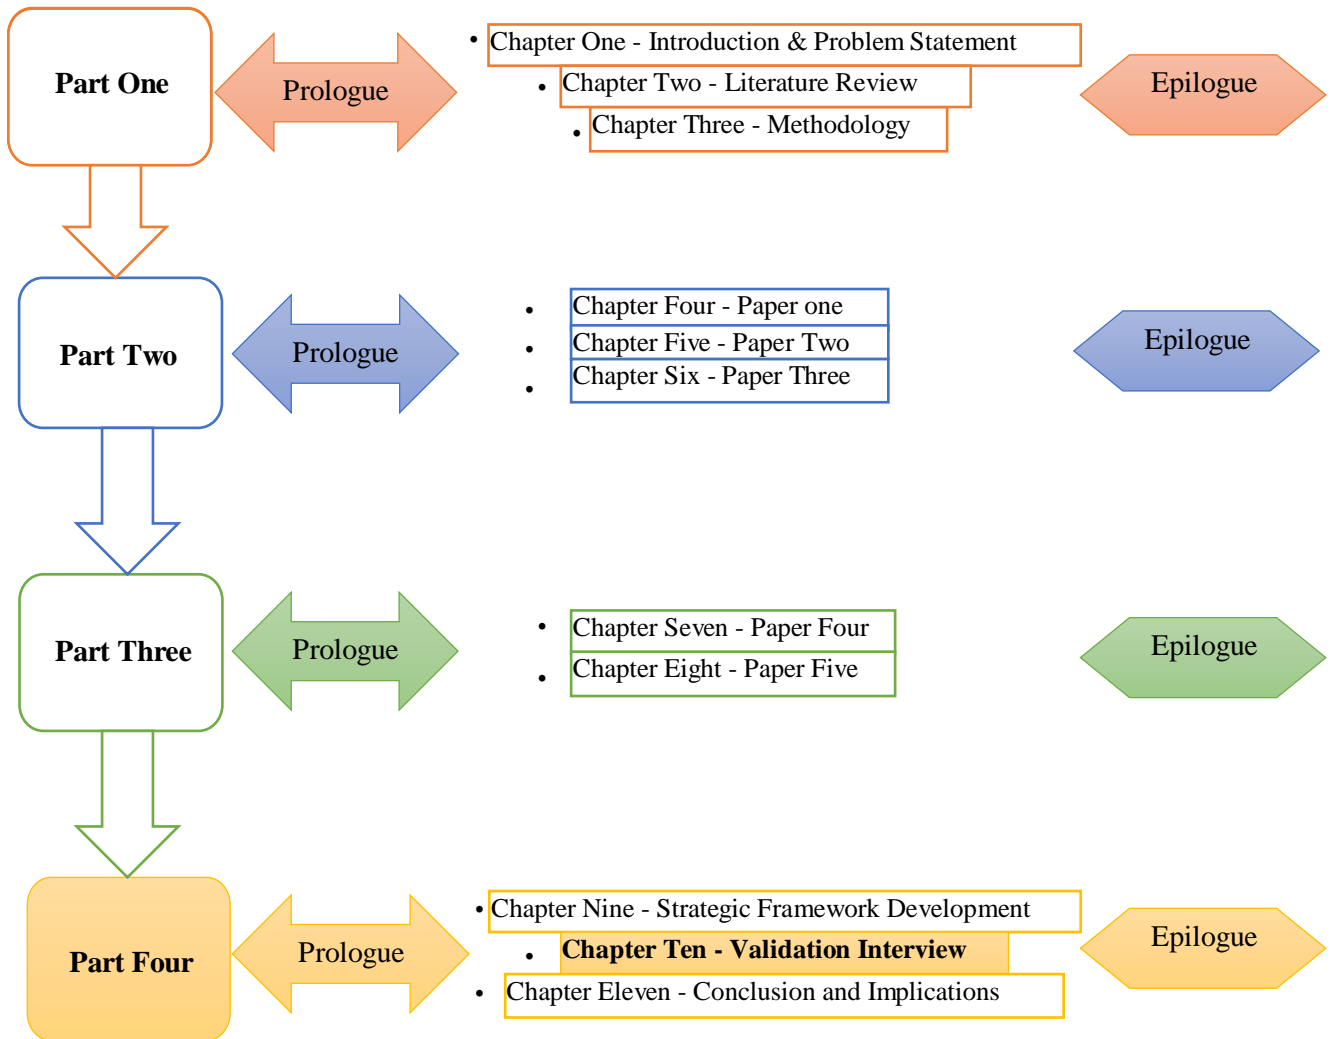 Part One
Prologue
• Chapter One - Introduction & Problem Statement
• Chapter Two - Literature Review
• Chapter Three - Methodology
Epilogue
Part Two
Prologue
• Chapter Four - Paper one
• Chapter Five - Paper Two
• Chapter Six - Paper Three
Epilogue
Part Three
Prologue
• Chapter Seven - Paper Four
• Chapter Eight - Paper Five
Epilogue
Part Four
Prologue
• Chapter Nine - Strategic Framework Development
• Chapter Ten - Validation Interview
• Chapter Eleven - Conclusion and Implications
Epilogue